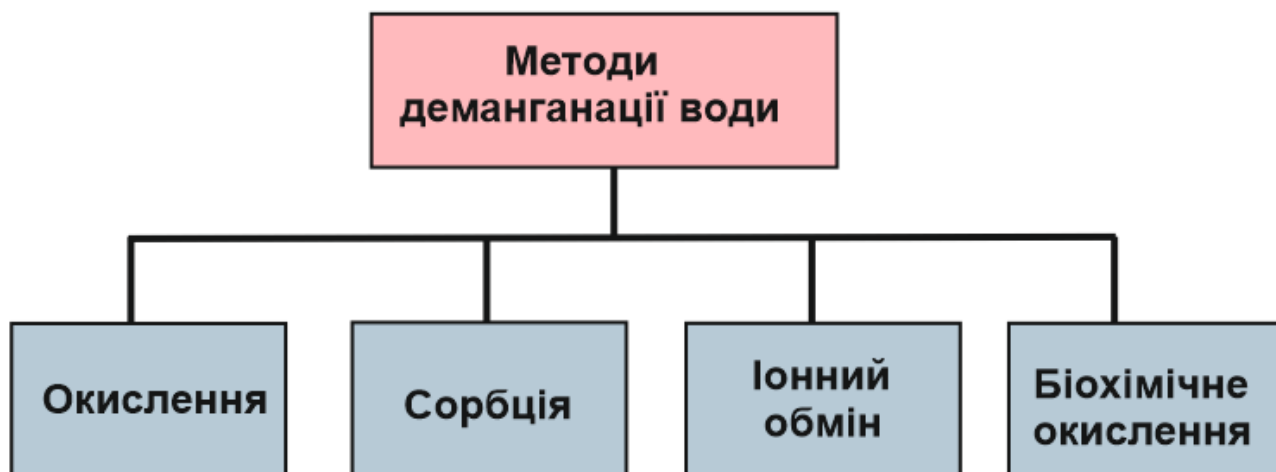 Методи
деманганації води
Окислення
Сорбція
Іонний
обмін
Біохімічне
окислення